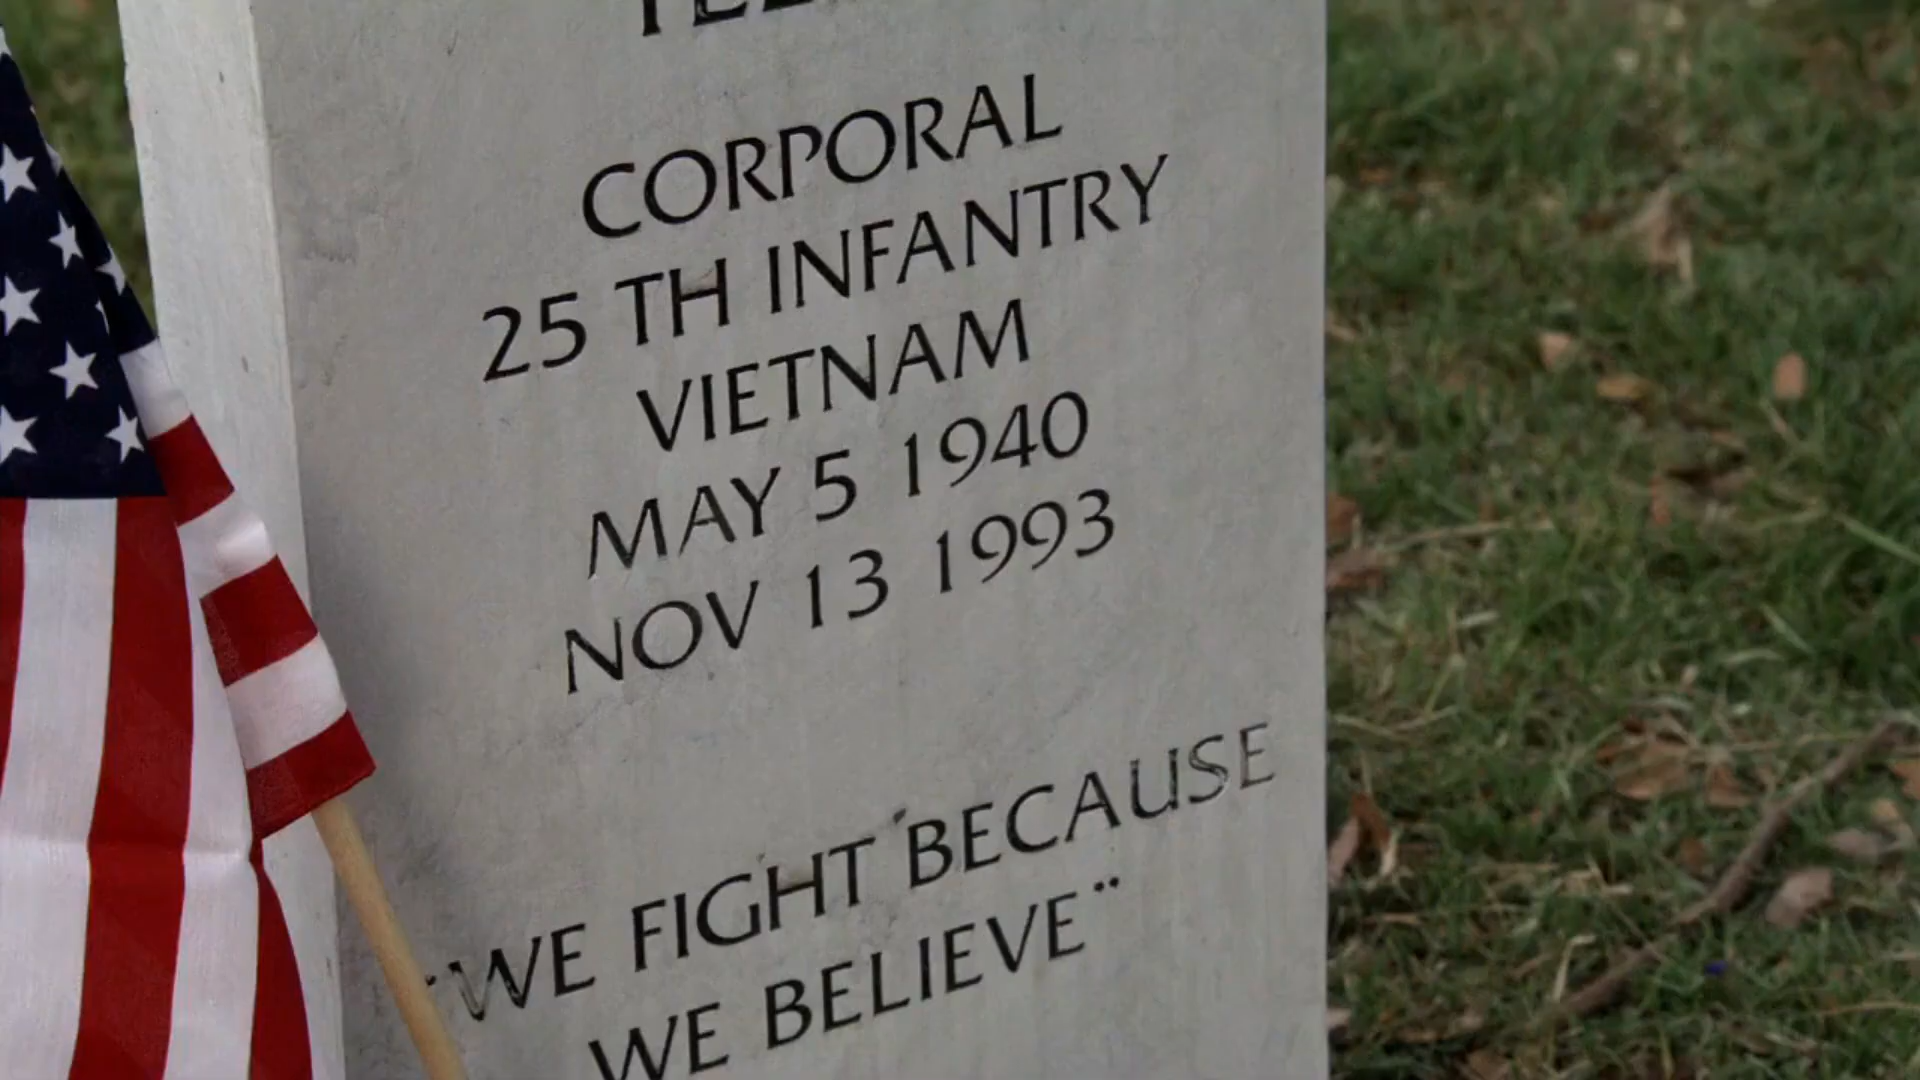 CORPORAL
25 TH INFANTRY
VIETNAM
MAY 5 1940
NOV 13 1993
"WE FIGHT BECAUSE
WE BELIEVE"